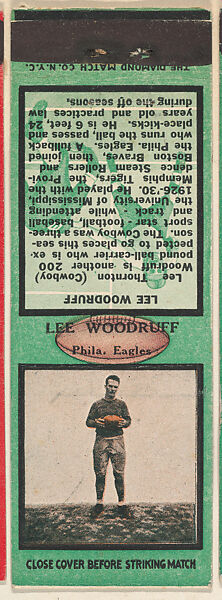 THE DIAMOND MATCH CO. N.Y.C.
LEE WOODRUFF
Lee (Thornton) (Cowboy)
Woodruff is another 200
pound ball-carrier who is ex-
pected to go places this sea-
son. The Cowboy was a three-
sport star - football, baseball
and track - while attending
the University of Mississippi,
1926-'30. He played with the
Memphis Tigers, the Provi-
dence Steam Rollers and
Boston Braves, then joined
the Phila. Eagles. A fullback
who runs the ball, passes and
place-kicks. He is 6 feet, 24
years old and practices law
during the off seasons.
LEE WOODRUFF
Phila. Eagles
CLOSE COVER BEFORE STRIKING MATCH